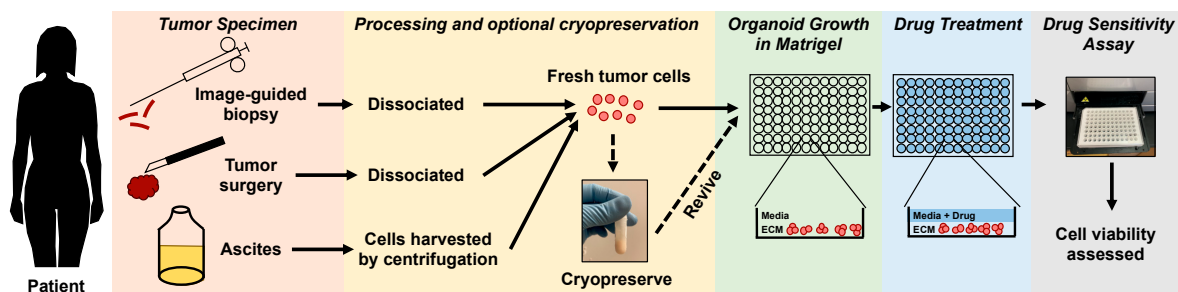 Tumor Specimen
Processing and optional cryopreservation
Organoid Growth
in Matrigel
Drug Treatment
Drug Sensitivity
Assay
Image-guided
biopsy
Dissociated
Fresh tumor cells
Tumor
surgery
Dissociated
Revive
Ascites
Cells harvested
by centrifugation
Cryopreserve
Media
ECM
Media + Drug
ECM
Cell viability
assessed
Patient